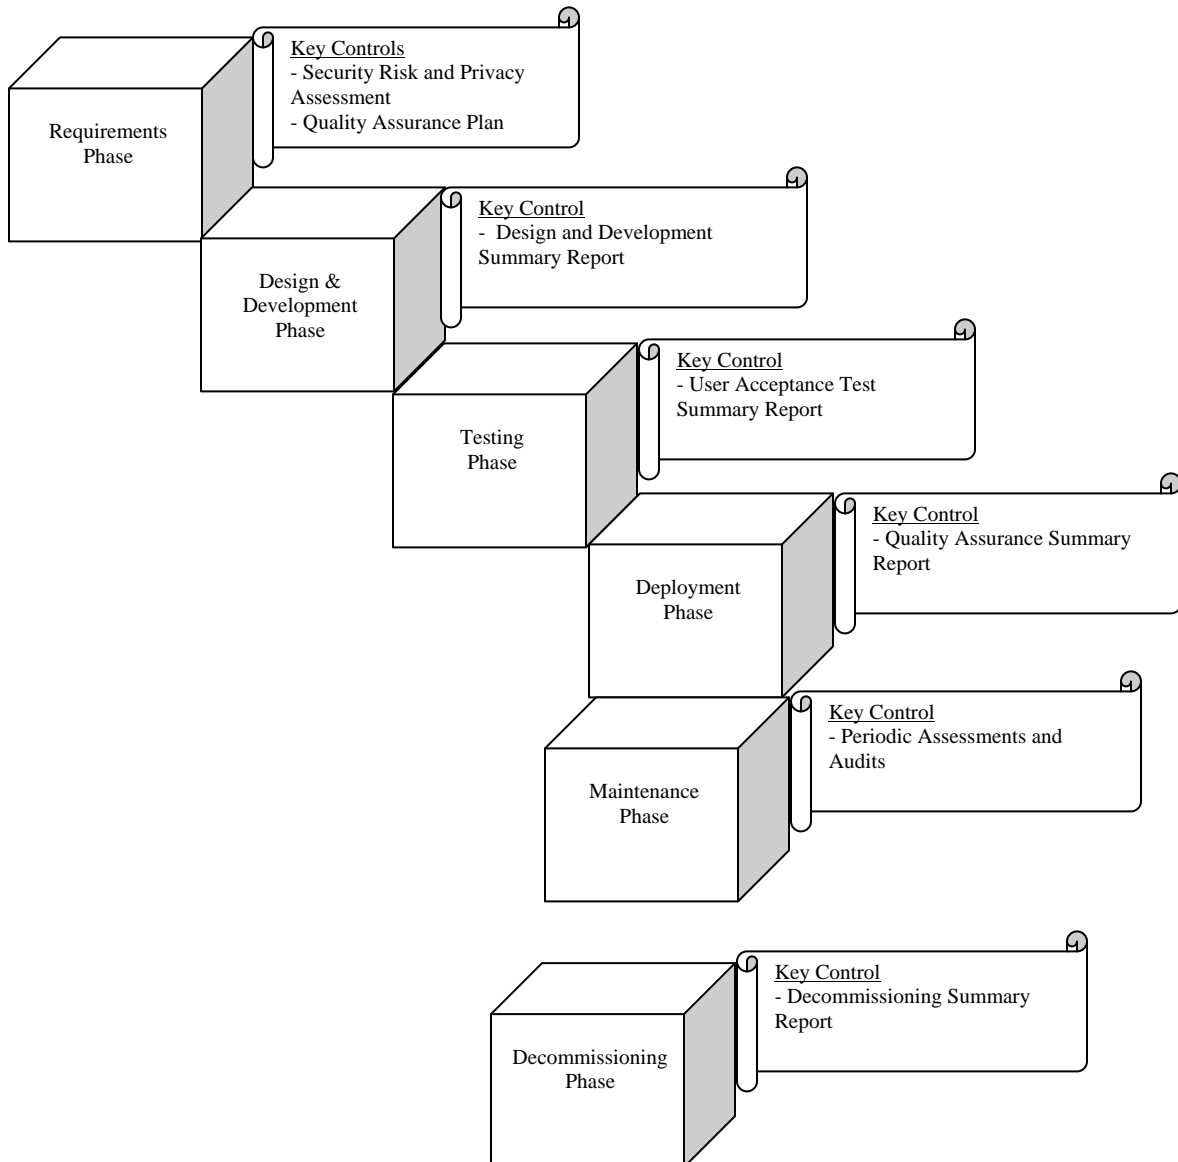 Key Controls
- Security Risk and Privacy
Assessment
- Quality Assurance Plan
Requirements
Phase
Key Control
-  Design and Development
Summary Report
Design &
Development
Phase
Key Control
- User Acceptance Test
Summary Report
Testing
Phase
Key Control
- Quality Assurance Summary
Report
Deployment
Phase
Key Control
- Periodic Assessments and
Audits
Maintenance
Phase
Key Control
- Decommissioning Summary
Report
Decommissioning
Phase